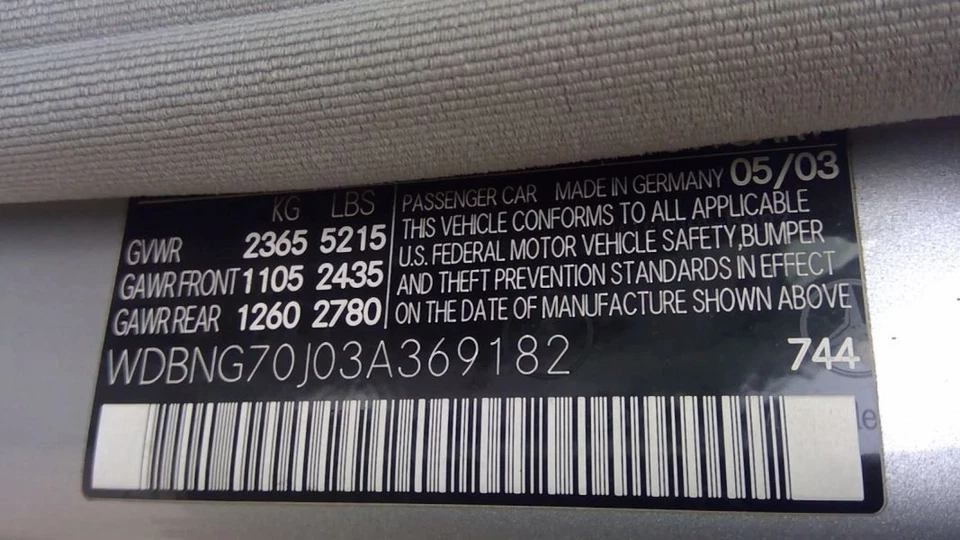 KG LBS
GVWR 2365 5215
GAWR FRONT 1105 2435
GAWR REAR 1260 2780
PASSENGER CAR MADE IN GERMANY 05/03
THIS VEHICLE CONFORMS TO ALL APPLICABLE
U.S. FEDERAL MOTOR VEHICLE SAFETY,BUMPER
AND THEFT PREVENTION STANDARDS IN EFFECT
ON THE DATE OF MANUFACTURE SHOWN ABOVE
WDBNG70J03A369182 744